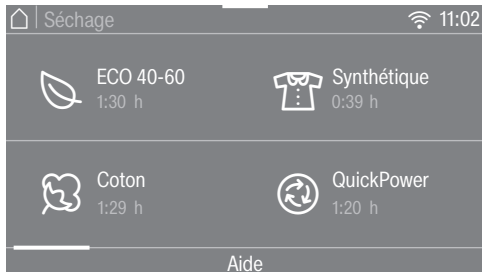 Séchage 11:02
ECO 40-60 Synthétique
1:30 h 0:39 h
Coton QuickPower
1:29 h 1:20 h
Aide